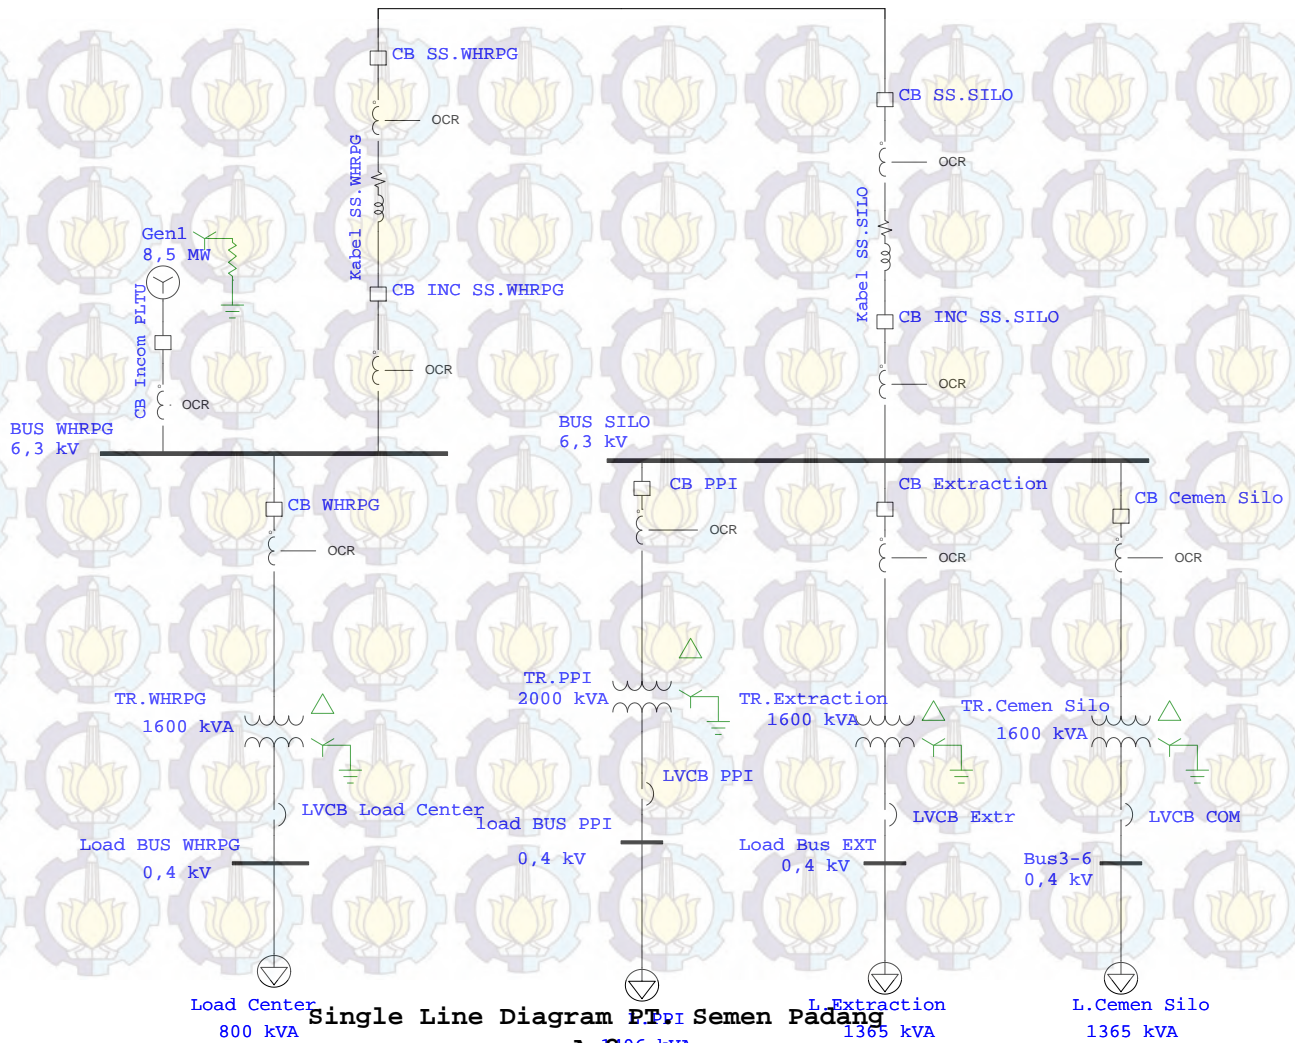 CB SS.WHRPG
OCR
Kabel SS.WHRPG
CB INC SS.WHRPG
OCR
CB SS.SILO
OCR
Kabel SS.SILO
CB INC SS.SILO
OCR
Gen1
8,5 MW
CB Incom PLTU
OCR
BUS WHRPG
6,3 kV
BUS SILO
6,3 kV
CB WHRPG
OCR
CB PPI
OCR
CB Extraction
OCR
CB Cemen Silo
OCR
TR.WHRPG
1600 kVA
TR.PPI
2000 kVA
TR.Extraction
1600 kVA
TR.Cemen Silo
1600 kVA
LVCB Load Center
LVCB PPI
LVCB Extr
LVCB COM
Load BUS WHRPG
0,4 kV
load BUS PPI
0,4 kV
Load Bus EXT
0,4 kV
Bus3-6
0,4 kV
Load Center
800 kVA
L.PPI
L.Extraction
1365 kVA
L.Cemen Silo
1365 kVA
Single Line Diagram PT. Semen Padang